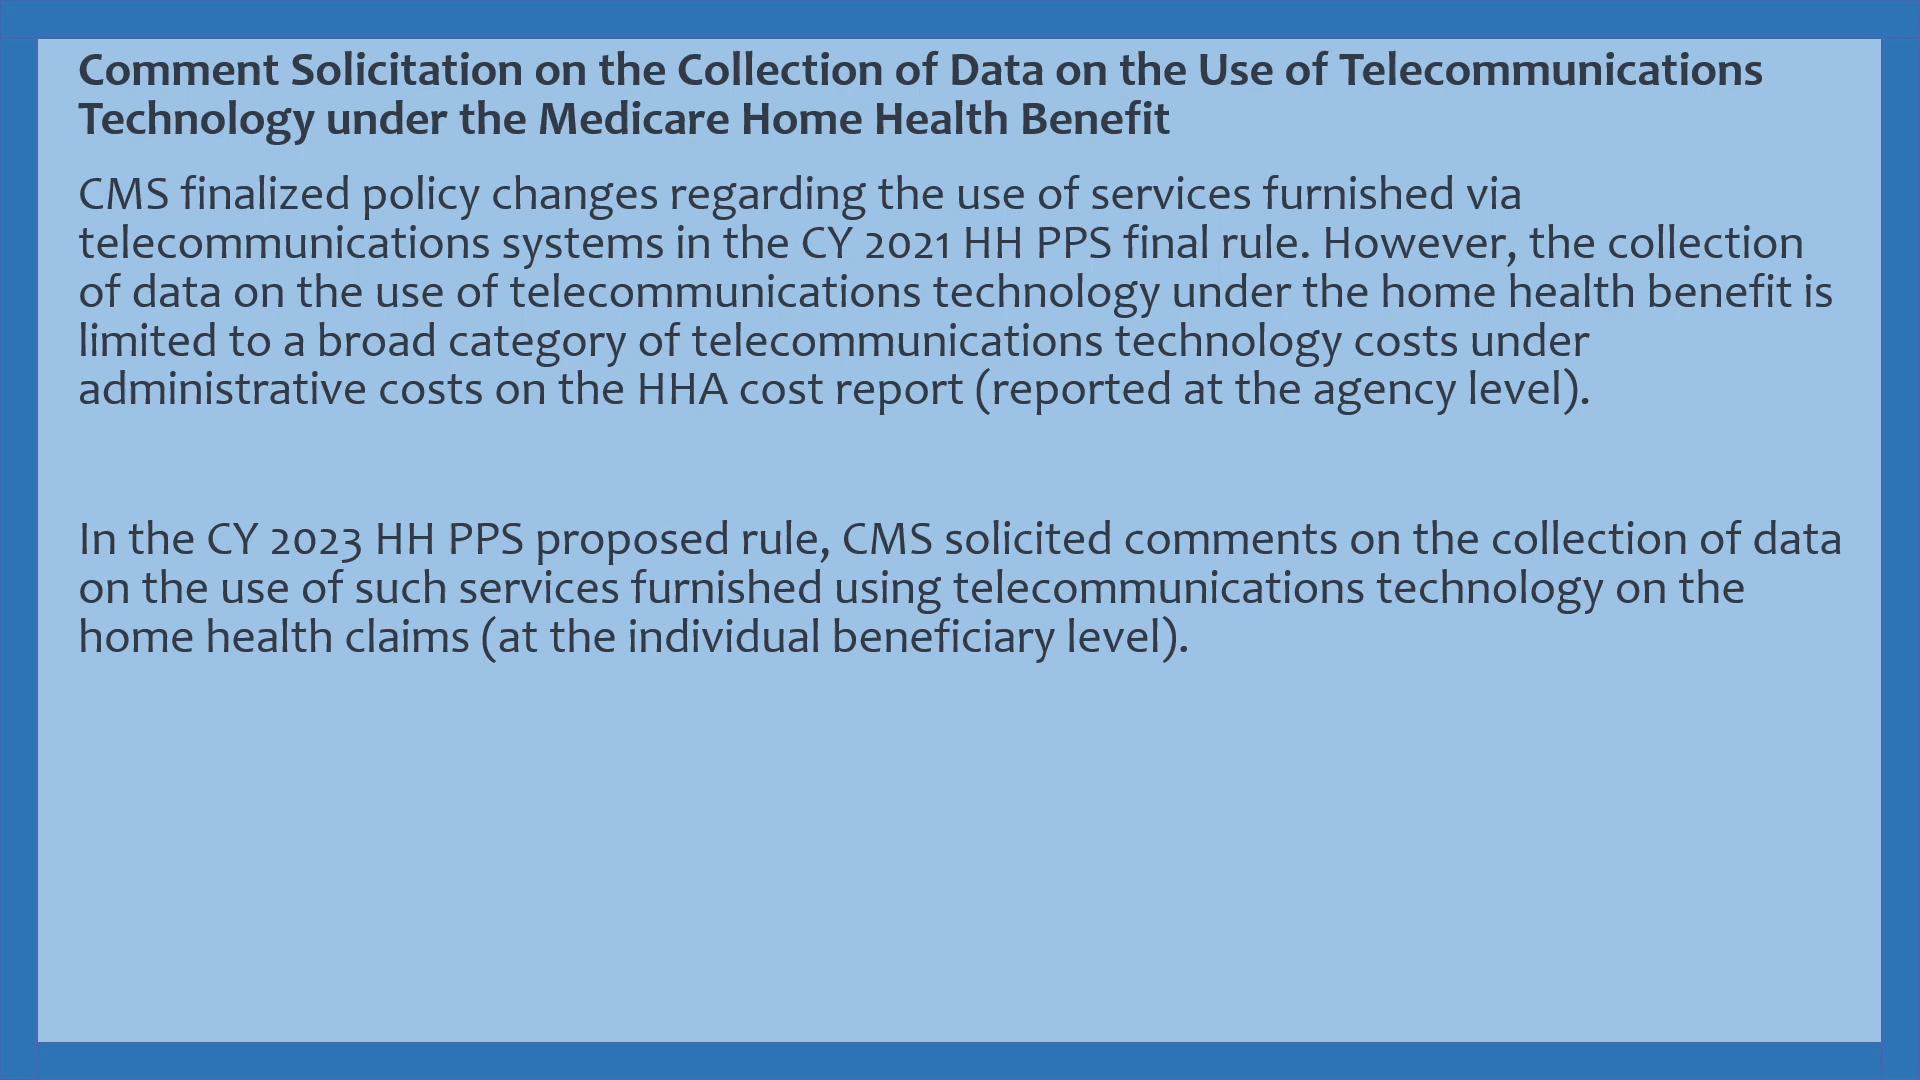 Comment Solicitation on the Collection of Data on the Use of Telecommunications
Technology under the Medicare Home Health Benefit
CMS finalized policy changes regarding the use of services furnished via
telecommunications systems in the CY 2021 HH PPS final rule. However, the collection
of data on the use of telecommunications technology under the home health benefit is
limited to a broad category of telecommunications technology costs under
administrative costs on the HHA cost report (reported at the agency level).
In the CY 2023 HH PPS proposed rule, CMS solicited comments on the collection of data
on the use of such services furnished using telecommunications technology on the
home health claims (at the individual beneficiary level).